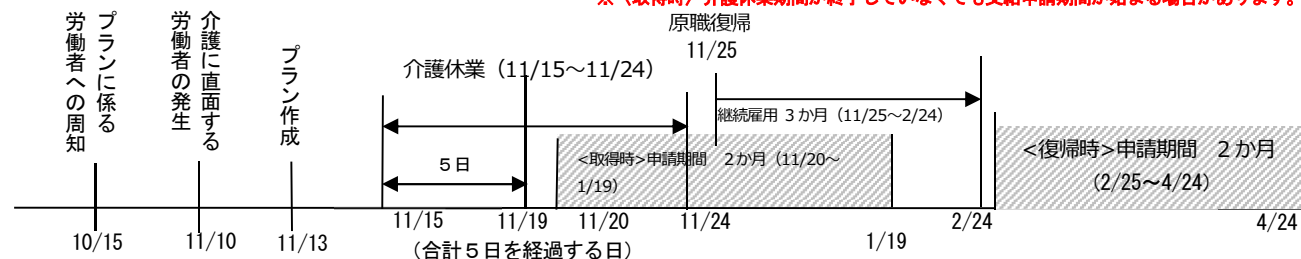 ※（取得時）介護休業期間が終了していなくても支給申請期間が始まる場合があります。
プランに係る
労働者への周知
介護に直面する
労働者の発生
プラン作成
原職復帰
11/25
介護休業（11/15～11/24）
継続雇用 ３か月（11/25～2/24）
５日
<取得時>申請期間　２か月（11/20～
1/19）
<復帰時>申請期間　２か月
（2/25～4/24）
10/15
11/10
11/13
11/15
11/19
11/20
11/24
1/19
2/24
4/24
（合計５日を経過する日）